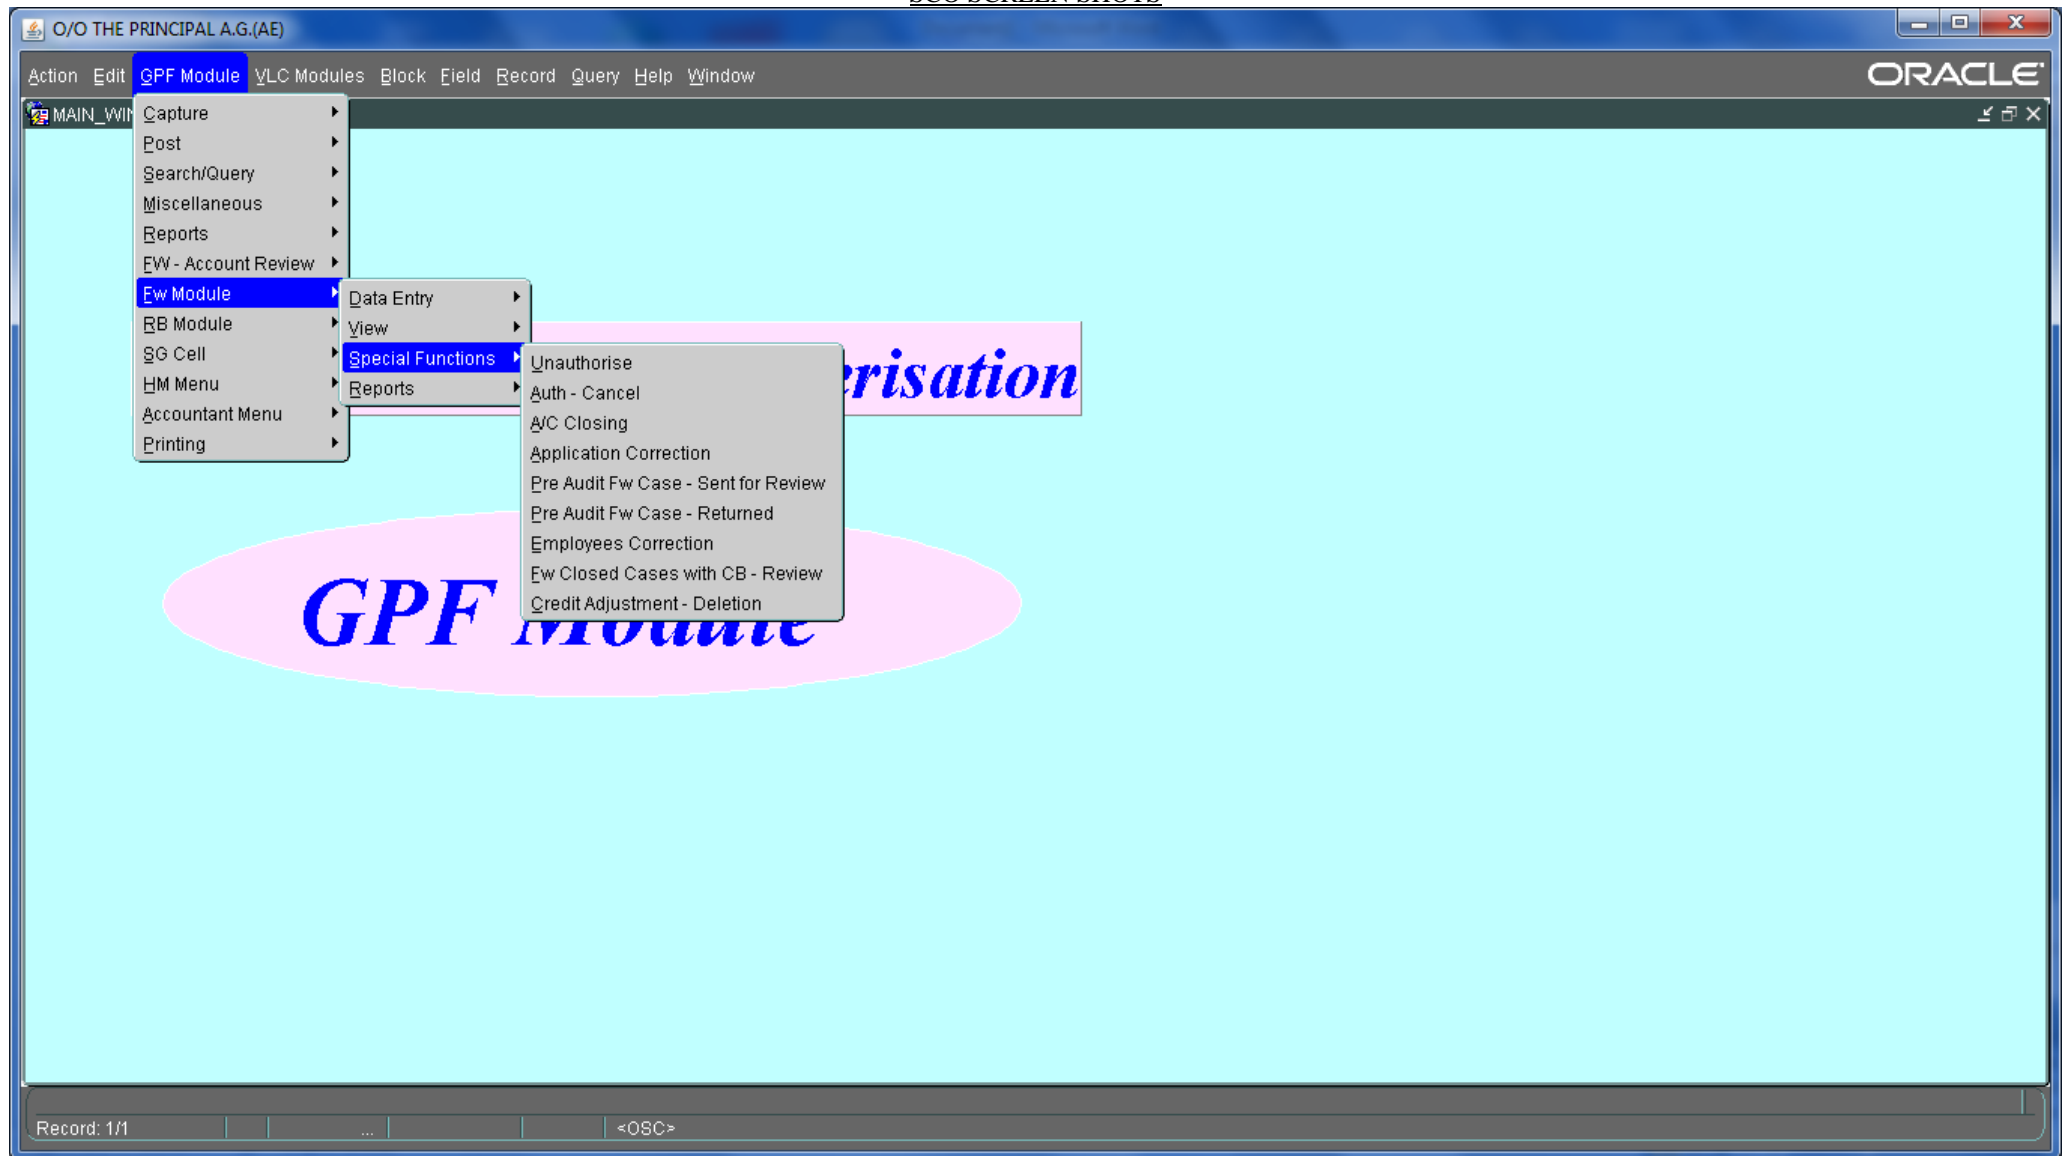 O/O THE PRINCIPAL A.G.(AE)
Action Edit GPF Module VLC Modules Block Field Record Query Help Window
ORACLE
MAIN_WIN
Capture
Post
Search/Query
Miscellaneous
Reports
FW - Account Review
Fw Module
RB Module
SG Cell
HM Menu
Accountant Menu
Printing
Data Entry
View
Special Functions
Reports
Unauthorise
Auth - Cancel
A/C Closing
Application Correction
Pre Audit Fw Case - Sent for Review
Pre Audit Fw Case - Returned
Employees Correction
Fw Closed Cases with CB - Review
Credit Adjustment - Deletion
erisation
GPF Module
Record: 1/1 ... <OSC>